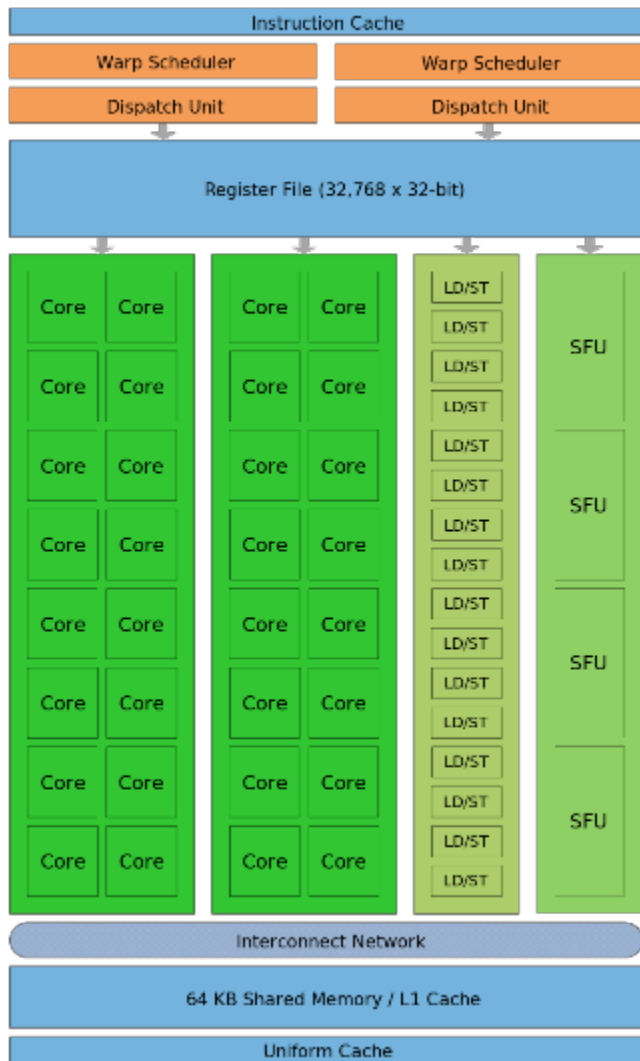 Instruction Cache
Warp Scheduler Warp Scheduler
Dispatch Unit Dispatch Unit
Register File (32,768 x 32-bit)
Core Core Core Core LD/ST SFU
LD/ST
Core Core Core Core LD/ST
LD/ST
Core Core Core Core LD/ST SFU
LD/ST
Core Core Core Core LD/ST
LD/ST
Core Core Core Core LD/ST SFU
LD/ST
Core Core Core Core LD/ST
LD/ST
Core Core Core Core LD/ST SFU
LD/ST
Core Core Core Core LD/ST
LD/ST
Interconnect Network
64 KB Shared Memory / L1 Cache
Uniform Cache